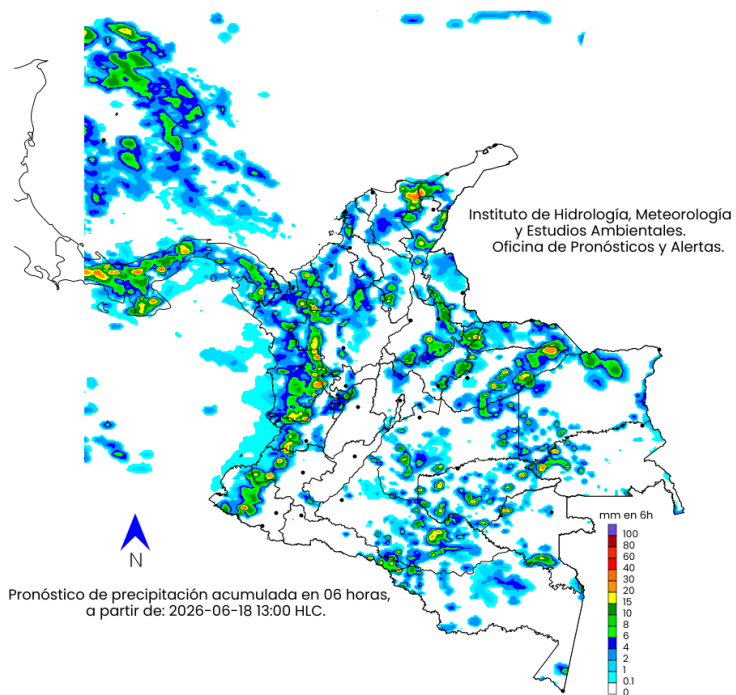 Instituto de Hidrología, Meteorología
y Estudios Ambientales.
Oficina de Pronósticos y Alertas.
mm en 6h
100
80
60
40
30
20
15
10
8
6
4
2
1
0.1
0
N
Pronóstico de precipitación acumulada en 06 horas,
a partir de: 2026-06-18 13:00 HLC.